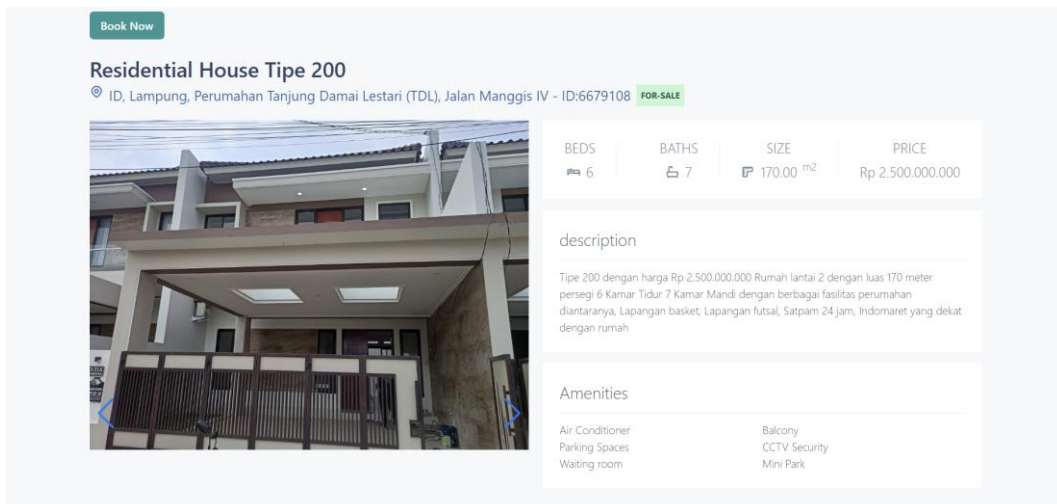 Book Now
Residential House Tipe 200
ID, Lampung, Perumahan Tanjung Damai Lestari (TDL), Jalan Manggis IV - ID:6679108 FOR-SALE
BEDS BATHS SIZE PRICE
6 7 170.00 m2 Rp 2.500.000.000
description
Tipe 200 dengan harga Rp 2.500.000.000 Rumah lantai 2 dengan luas 170 meter
persegi 6 Kamar Tidur 7 Kamar Mandi dengan berbagai fasilitas perumahan
diantaranya, Lapangan basket, Lapangan futsal, Satpam 24 jam, Indomaret yang dekat
dengan rumah
Amenities
Air Conditioner Balcony
Parking Spaces CCTV Security
Waiting room Mini Park